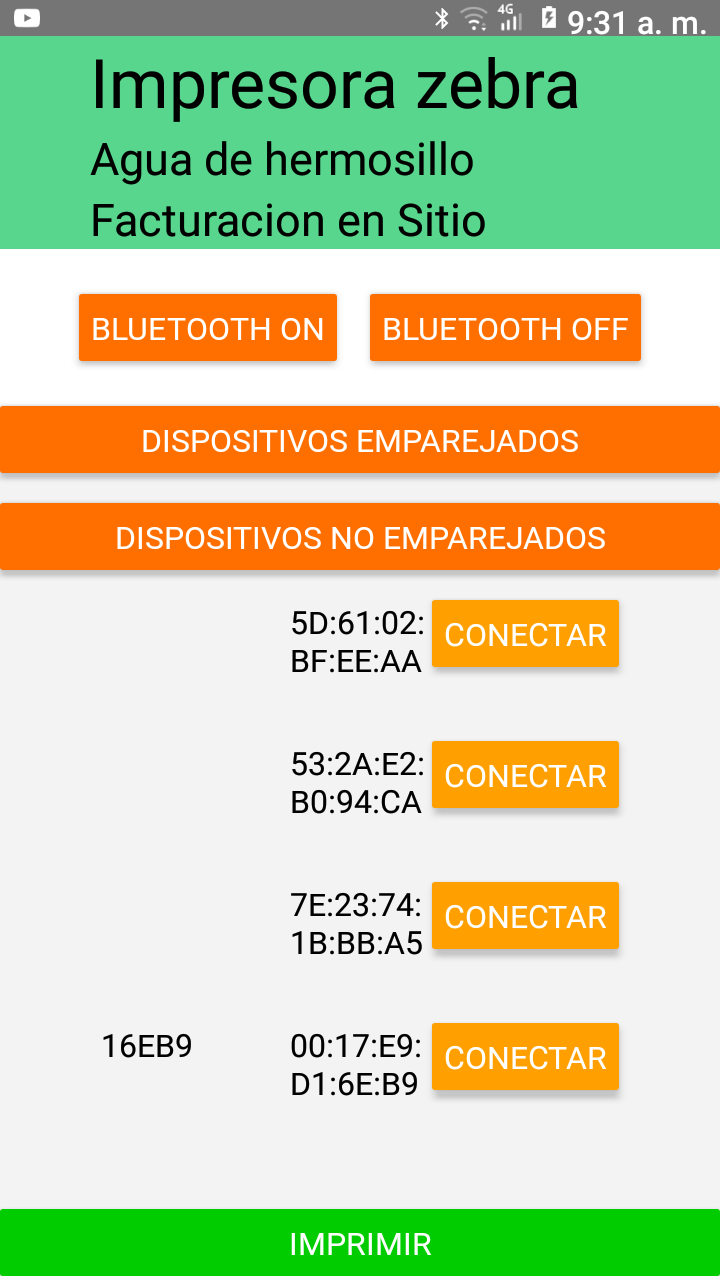 4G 9:31 a. m.
Impresora zebra
Agua de hermosillo
Facturacion en Sitio
BLUETOOTH ON BLUETOOTH OFF
DISPOSITIVOS EMPAREJADOS
DISPOSITIVOS NO EMPAREJADOS
5D:61:02:
BF:EE:AA
CONECTAR
53:2A:E2:
B0:94:CA
CONECTAR
7E:23:74:
1B:BB:A5
CONECTAR
16EB9
00:17:E9:
D1:6E:B9
CONECTAR
IMPRIMIR